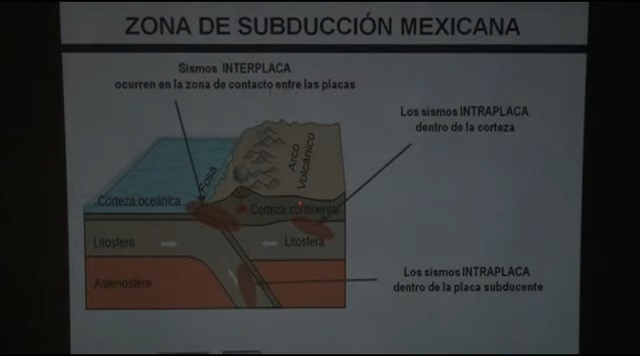 ZONA DE SUBDUCCIÓN MEXICANA
Sismos INTERPLACA
ocurren en la zona de contacto entre las placas
Los sismos INTRAPLACA
dentro de la corteza
Fosa
Arco
Volcánico
Corteza oceánica
Corteza continental
Litosfera
Litosfera
Astenosfera
Los sismos INTRAPLACA
dentro de la placa subducente